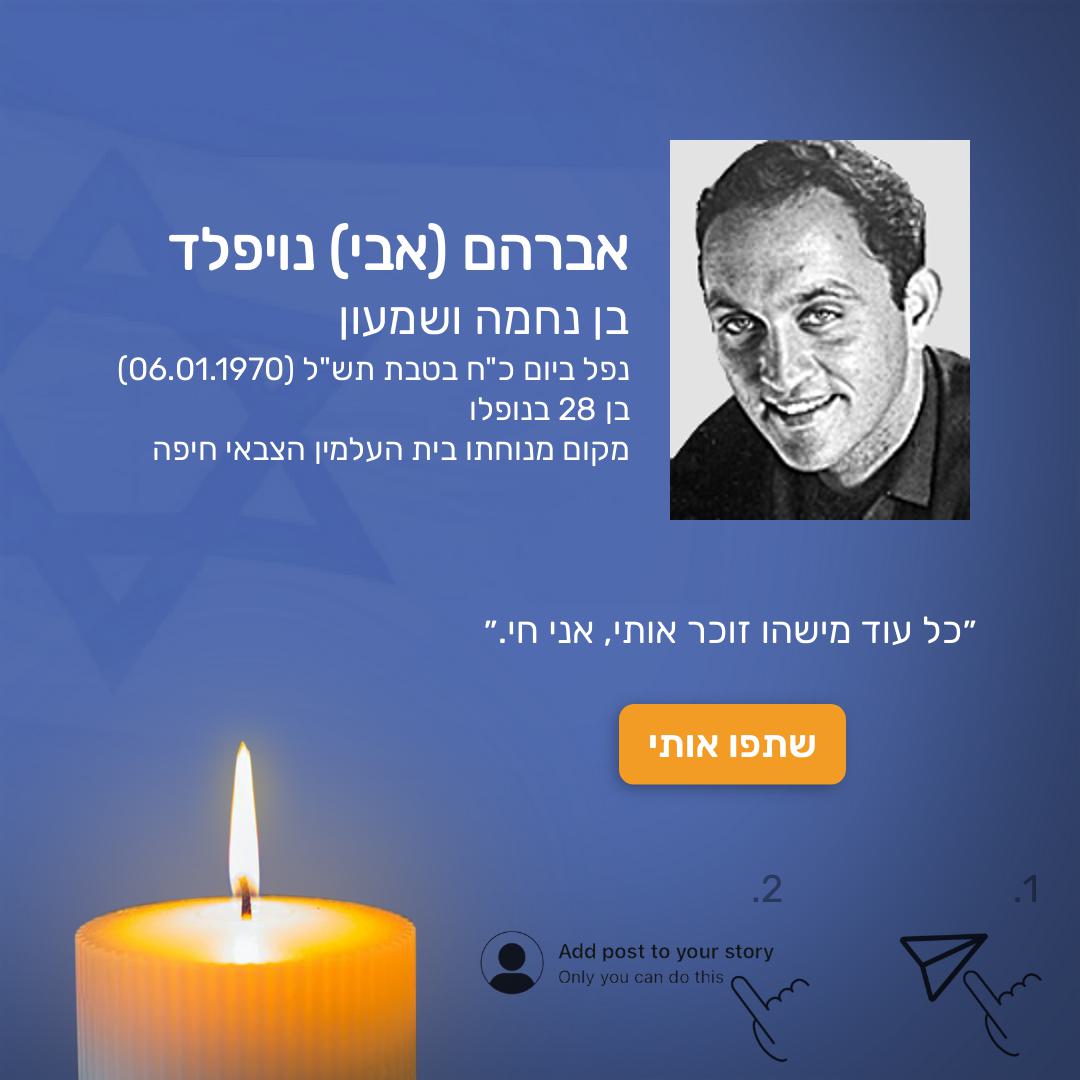 אברהם (אבי) נויפלד
בן נחמה ושמעון
נפל ביום כ"ח בטבת תש"ל (06.01.1970)
בן 28 בנופלו
מקום מנוחתו בית העלמין הצבאי חיפה
״כל עוד מישהו זוכר אותי, אני חי.״
שתפו אותי
1.
2.
Add post to your story
Only you can do this